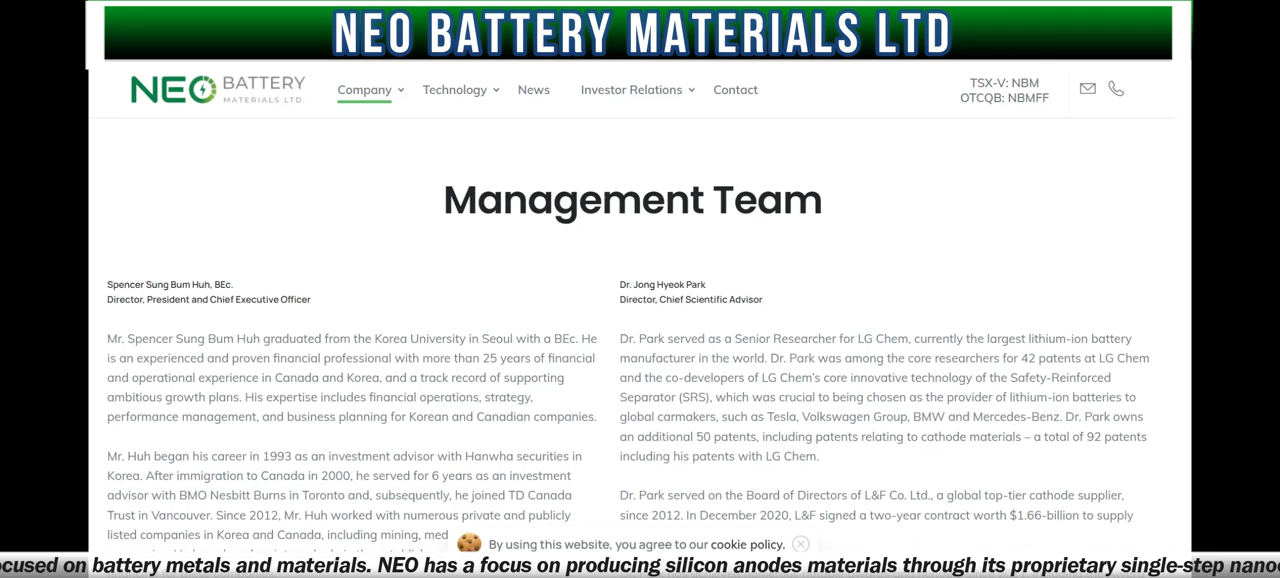 NEO BATTERY MATERIALS LTD
NEO BATTERY
MATERIALS LTD.
Company
Technology
News
Investor Relations
Contact
TSX-V: NBM
OTCQB: NBMFF
Management Team
Spencer Sung Bum Huh, BEc.
Director, President and Chief Executive Officer
Mr. Spencer Sung Bum Huh graduated from the Korea University in Seoul with a BEc. He
is an experienced and proven financial professional with more than 25 years of financial
and operational experience in Canada and Korea, and a track record of supporting
ambitious growth plans. His expertise includes financial operations, strategy,
performance management, and business planning for Korean and Canadian companies.
Mr. Huh began his career in 1993 as an investment advisor with Hanwha securities in
Korea. After immigration to Canada in 2000, he served for 6 years as an investment
advisor with BMO Nesbitt Burns in Toronto and, subsequently, he joined TD Canada
Trust in Vancouver. Since 2012, Mr. Huh worked with numerous private and publicly
listed companies in Korea and Canada, including mining, med
Dr. Jong Hyeok Park
Director, Chief Scientific Advisor
Dr. Park served as a Senior Researcher for LG Chem, currently the largest lithium-ion battery
manufacturer in the world. Dr. Park was among the core researchers for 42 patents at LG Chem
and the co-developers of LG Chem's core innovative technology of the Safety-Reinforced
Separator (SRS), which was crucial to being chosen as the provider of lithium-ion batteries to
global carmakers, such as Tesla, Volkswagen Group, BMW and Mercedes-Benz. Dr. Park owns
an additional 50 patents, including patents relating to cathode materials – a total of 92 patents
including his patents with LG Chem.
Dr. Park served on the Board of Directors of L&F Co. Ltd., a global top-tier cathode supplier,
since 2012. In December 2020, L&F signed a two-year contract worth $1.66-billion to supply
By using this website, you agree to our cookie policy.
ocused on battery metals and materials. NEO has a focus on producing silicon anodes materials through its proprietary single-step nanoc